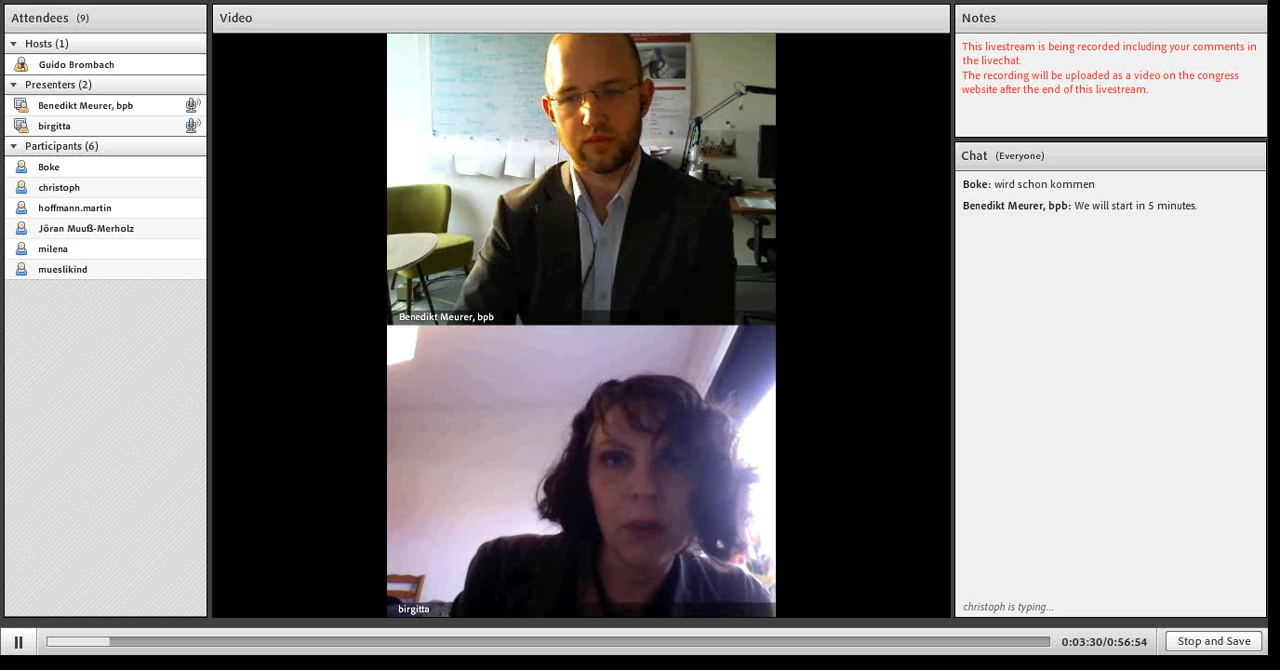 Attendees (9)
Hosts (1)
Guido Brombach
Presenters (2)
Benedikt Meurer, bpb
birgitta
Participants (6)
Boke
christoph
hoffmann.martin
Jöran Muuß-Merholz
milena
mueslikind
Video
Benedikt Meurer, bpb
birgitta
Notes
This livestream is being recorded including your comments in
the livechat.
The recording will be uploaded as a video on the congress
website after the end of this livestream.
Chat (Everyone)
Boke: wird schon kommen
Benedikt Meurer, bpb: We will start in 5 minutes.
christoph is typing...
0:03:30/0:56:54
Stop and Save